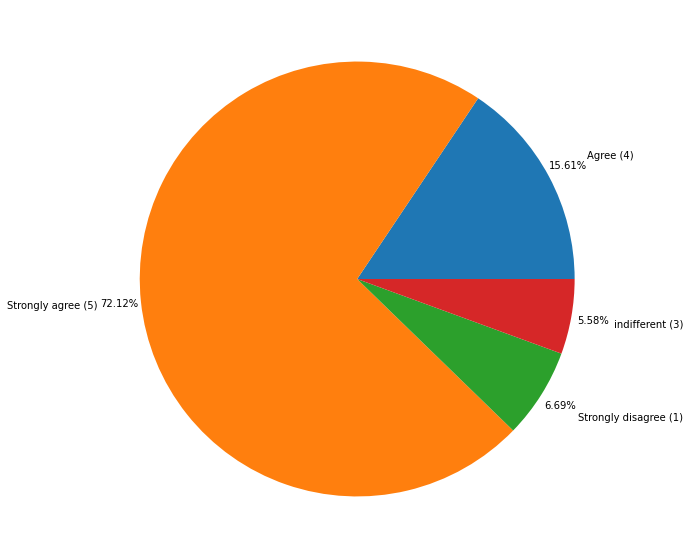 Agree (4)
15.61%
Strongly agree (5)
72.12%
5.58%
indifferent (3)
6.69%
Strongly disagree (1)